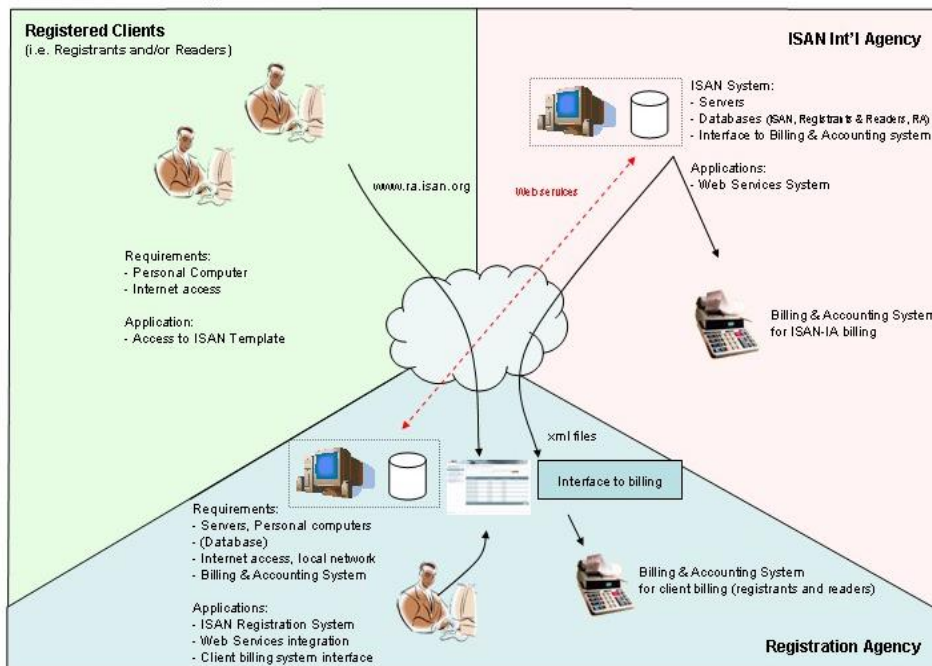 Registered Clients
(i.e. Registrants and/or Readers)
www.ra.isan.org
Requirements:
- Personal Computer
- Internet access
Application:
- Access to ISAN Template
ISAN Int'l Agency
ISAN System:
- Servers
- Databases (ISAN, Registrants & Readers, RA)
- Interface to Billing & Accounting system
Applications:
- Web Services System
Web services
Billing & Accounting System
for ISAN-IA billing
xml files
Interface to billing
Requirements:
- Servers, Personal computers
- (Database)
- Internet access, local network
- Billing & Accounting System
Applications:
- ISAN Registration System
- Web Services integration
- Client billing system interface
Billing & Accounting System
for client billing (registrants and readers)
Registration Agency